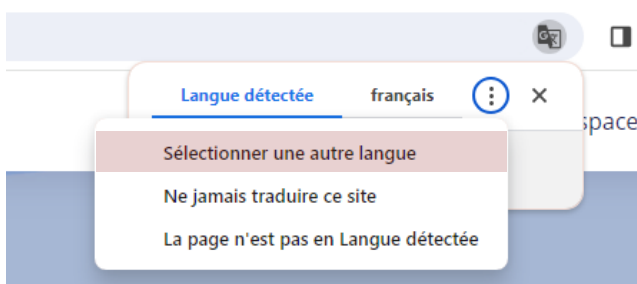 Langue détectée français
space
Sélectionner une autre langue
Ne jamais traduire ce site
La page n'est pas en Langue détectée